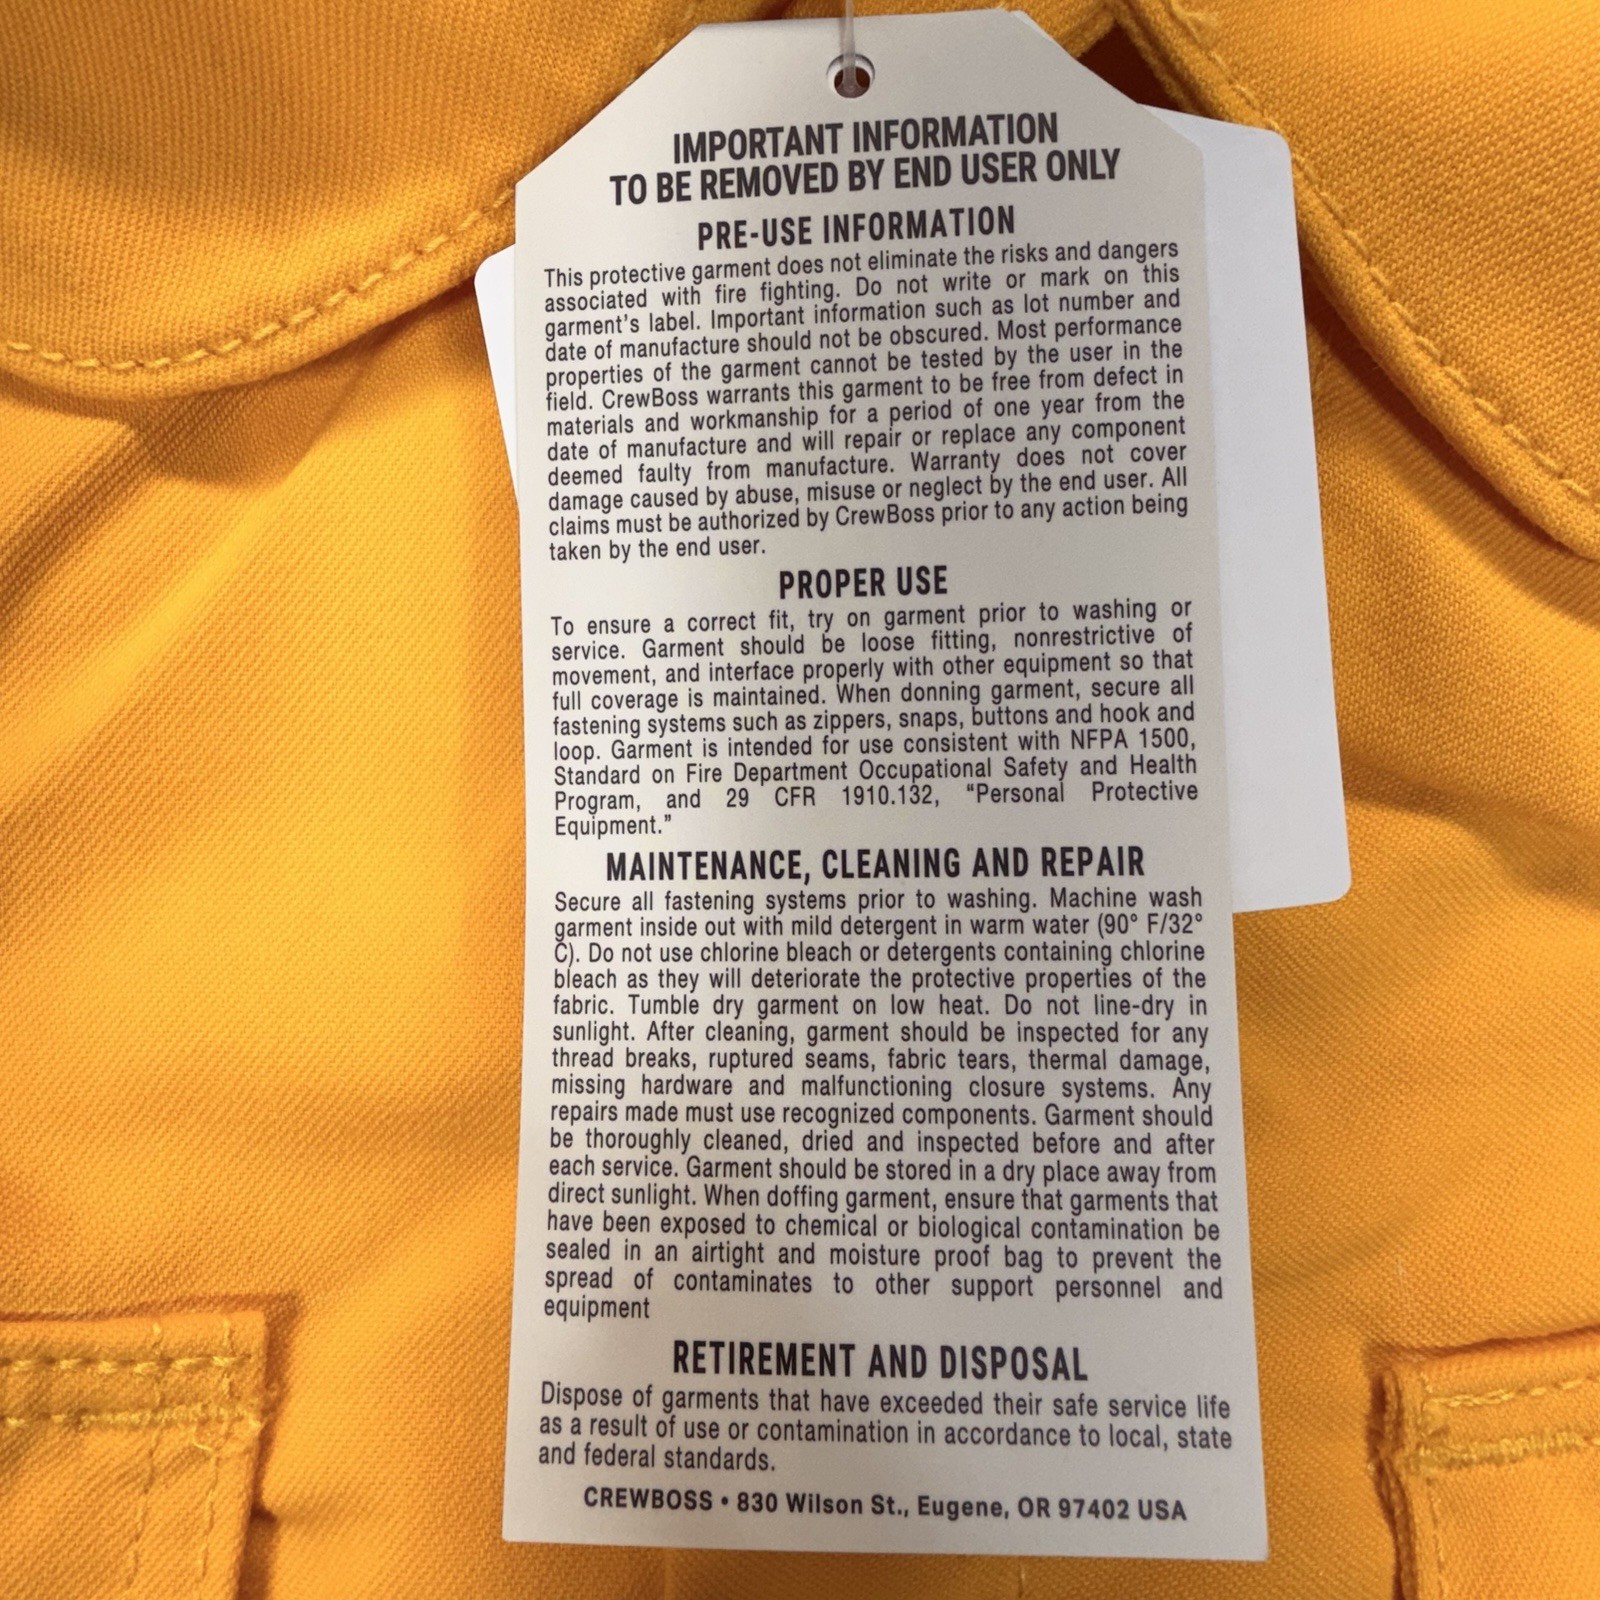 IMPORTANT INFORMATION
TO BE REMOVED BY END USER ONLY
PRE-USE INFORMATION
This protective garment does not eliminate the risks and dangers
associated with fire fighting. Do not write or mark on this
garment's label. Important information such as lot number and
date of manufacture should not be obscured. Most performance
properties of the garment cannot be tested by the user in the
field. CrewBoss warrants this garment to be free from defect in
materials and workmanship for a period of one year from the
date of manufacture and will repair or replace any component
deemed faulty from manufacture. Warranty does not cover
damage caused by abuse, misuse or neglect by the end user. All
claims must be authorized by CrewBoss prior to any action being
taken by the end user.
PROPER USE
To ensure a correct fit, try on garment prior to washing or
service. Garment should be loose fitting, nonrestrictive of
movement, and interface properly with other equipment so that
full coverage is maintained. When donning garment, secure all
fastening systems such as zippers, snaps, buttons and hook and
loop. Garment is intended for use consistent with NFPA 1500,
Standard on Fire Department Occupational Safety and Health
Program, and 29 CFR 1910.132, “Personal Protective
Equipment.”
MAINTENANCE, CLEANING AND REPAIR
Secure all fastening systems prior to washing. Machine wash
garment inside out with mild detergent in warm water (90° F/32°
C). Do not use chlorine bleach or detergents containing chlorine
bleach as they will deteriorate the protective properties of the
fabric. Tumble dry garment on low heat. Do not line-dry in
sunlight. After cleaning, garment should be inspected for any
thread breaks, ruptured seams, fabric tears, thermal damage,
missing hardware and malfunctioning closure systems. Any
repairs made must use recognized components. Garment should
be thoroughly cleaned, dried and inspected before and after
each service. Garment should be stored in a dry place away from
direct sunlight. When doffing garment, ensure that garments that
have been exposed to chemical or biological contamination be
sealed in an airtight and moisture proof bag to prevent the
spread of contaminates to other support personnel and
equipment
RETIREMENT AND DISPOSAL
Dispose of garments that have exceeded their safe service life
as a result of use or contamination in accordance to local, state
and federal standards.
CREWBOSS • 830 Wilson St., Eugene, OR 97402 USA